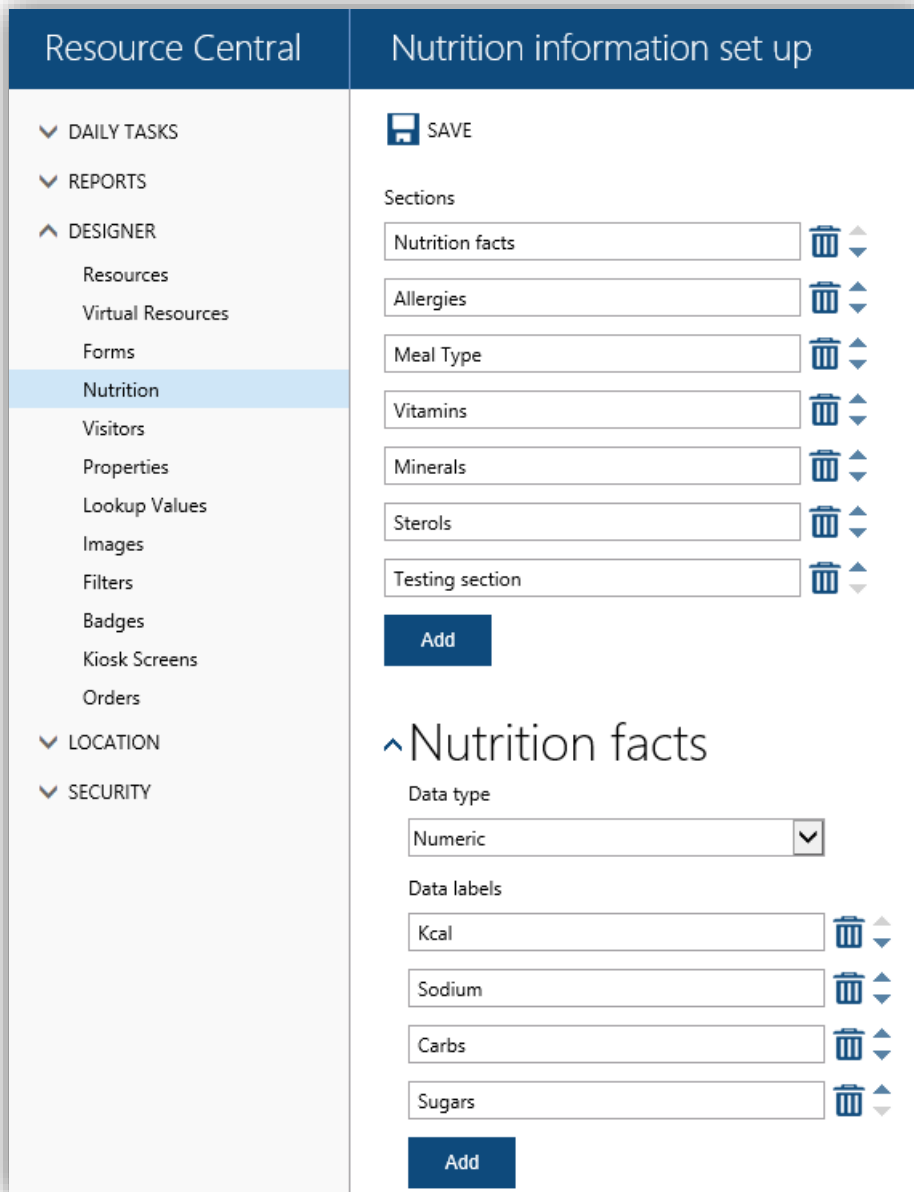 Resource Central
Nutrition information set up
DAILY TASKS
REPORTS
DESIGNER
Resources
Virtual Resources
Forms
Nutrition
Visitors
Properties
Lookup Values
Images
Filters
Badges
Kiosk Screens
Orders
LOCATION
SECURITY
SAVE
Sections
Nutrition facts
Allergies
Meal Type
Vitamins
Minerals
Sterols
Testing section
Add
Nutrition facts
Data type
Numeric
Data labels
Kcal
Sodium
Carbs
Sugars
Add